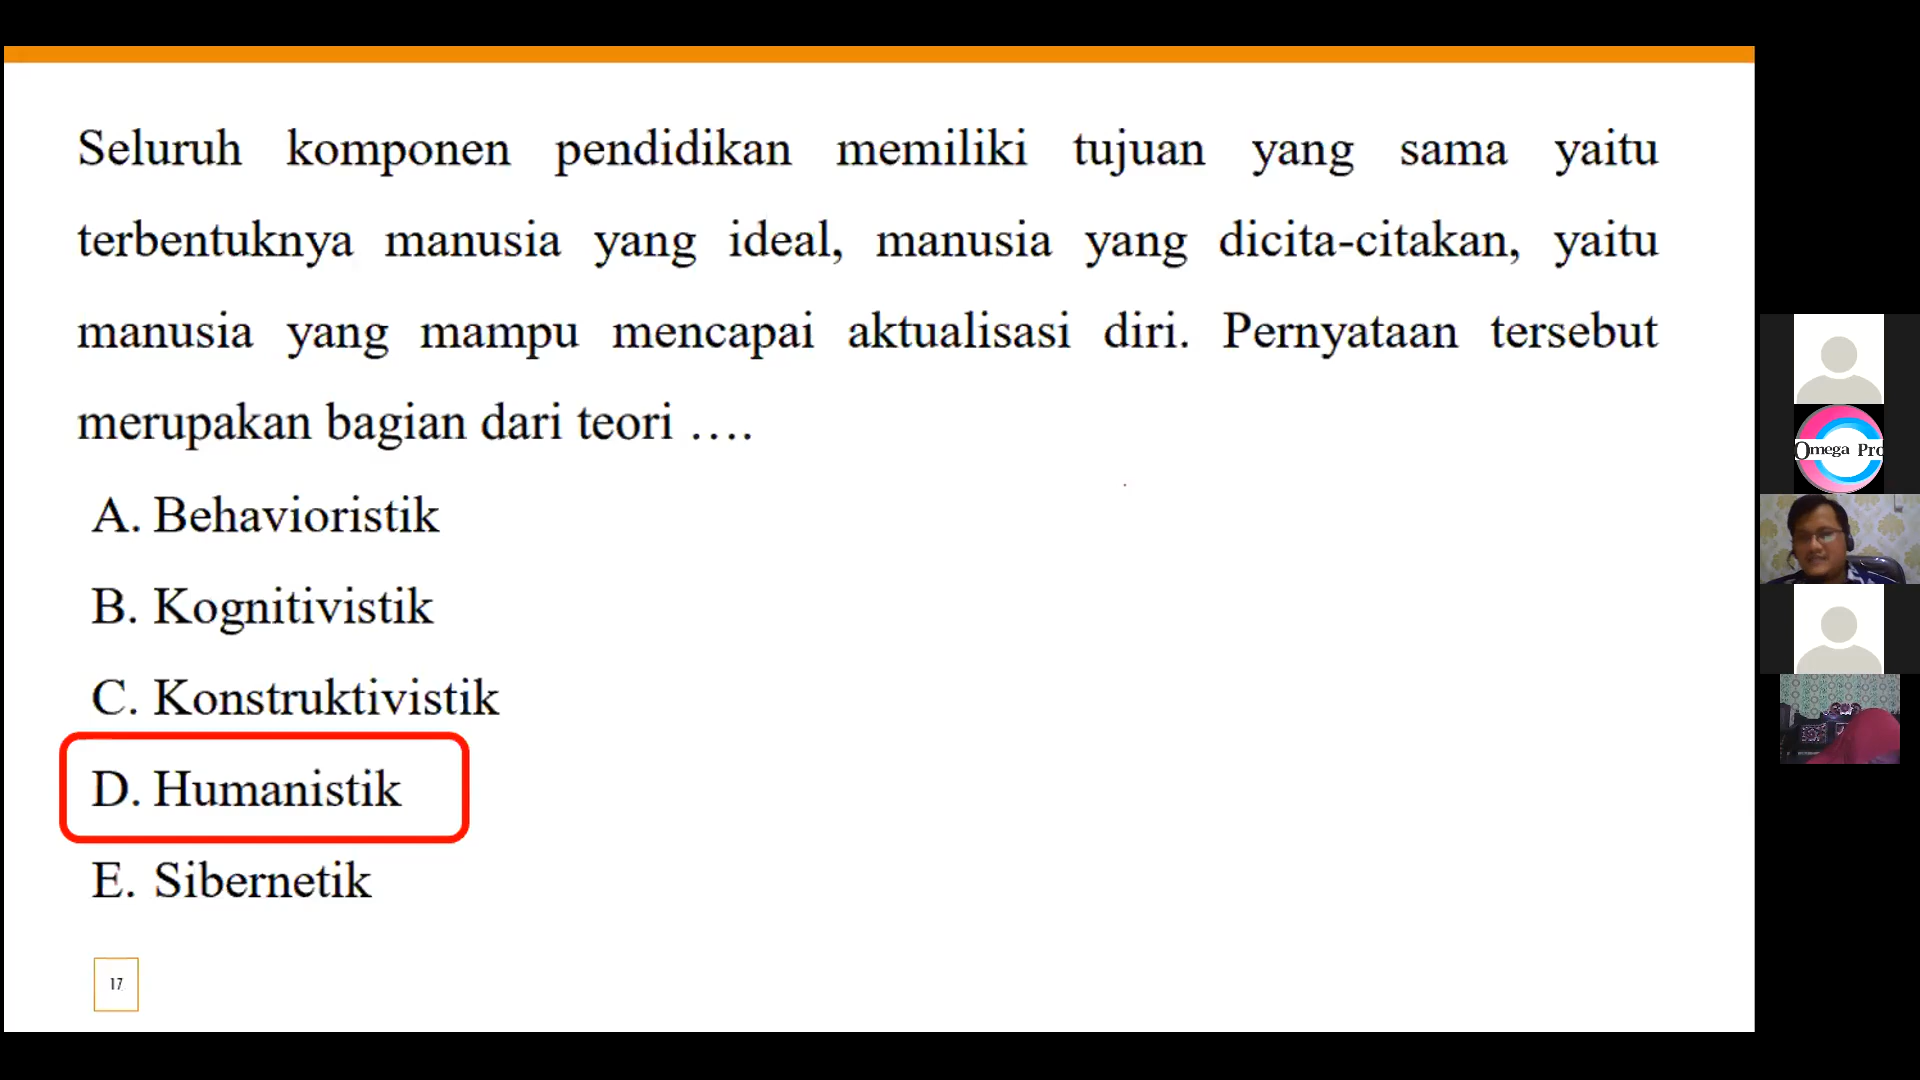 Seluruh komponen pendidikan memiliki tujuan yang sama yaitu
terbentuknya manusia yang ideal, manusia yang dicita-citakan, yaitu
manusia yang mampu mencapai aktualisasi diri. Pernyataan tersebut
merupakan bagian dari teori ….
A. Behavioristik
B. Kognitivistik
C. Konstruktivistik
D. Humanistik
E. Sibernetik
17
Omega Pro